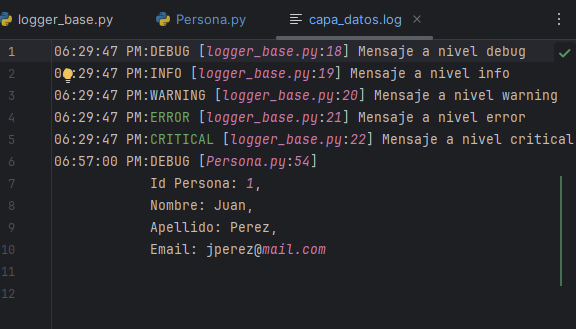 logger_base.py Persona.py capa_datos.log
1 06:29:47 PM:DEBUG [logger_base.py:18] Mensaje a nivel debug
2 06:29:47 PM:INFO [logger_base.py:19] Mensaje a nivel info
3 06:29:47 PM:WARNING [logger_base.py:20] Mensaje a nivel warning
4 06:29:47 PM:ERROR [logger_base.py:21] Mensaje a nivel error
5 06:29:47 PM:CRITICAL [logger_base.py:22] Mensaje a nivel critical
6 06:57:00 PM:DEBUG [Persona.py:54]
7 Id Persona: 1,
8 Nombre: Juan,
9 Apellido: Perez,
10 Email: jperez@mail.com
11
12